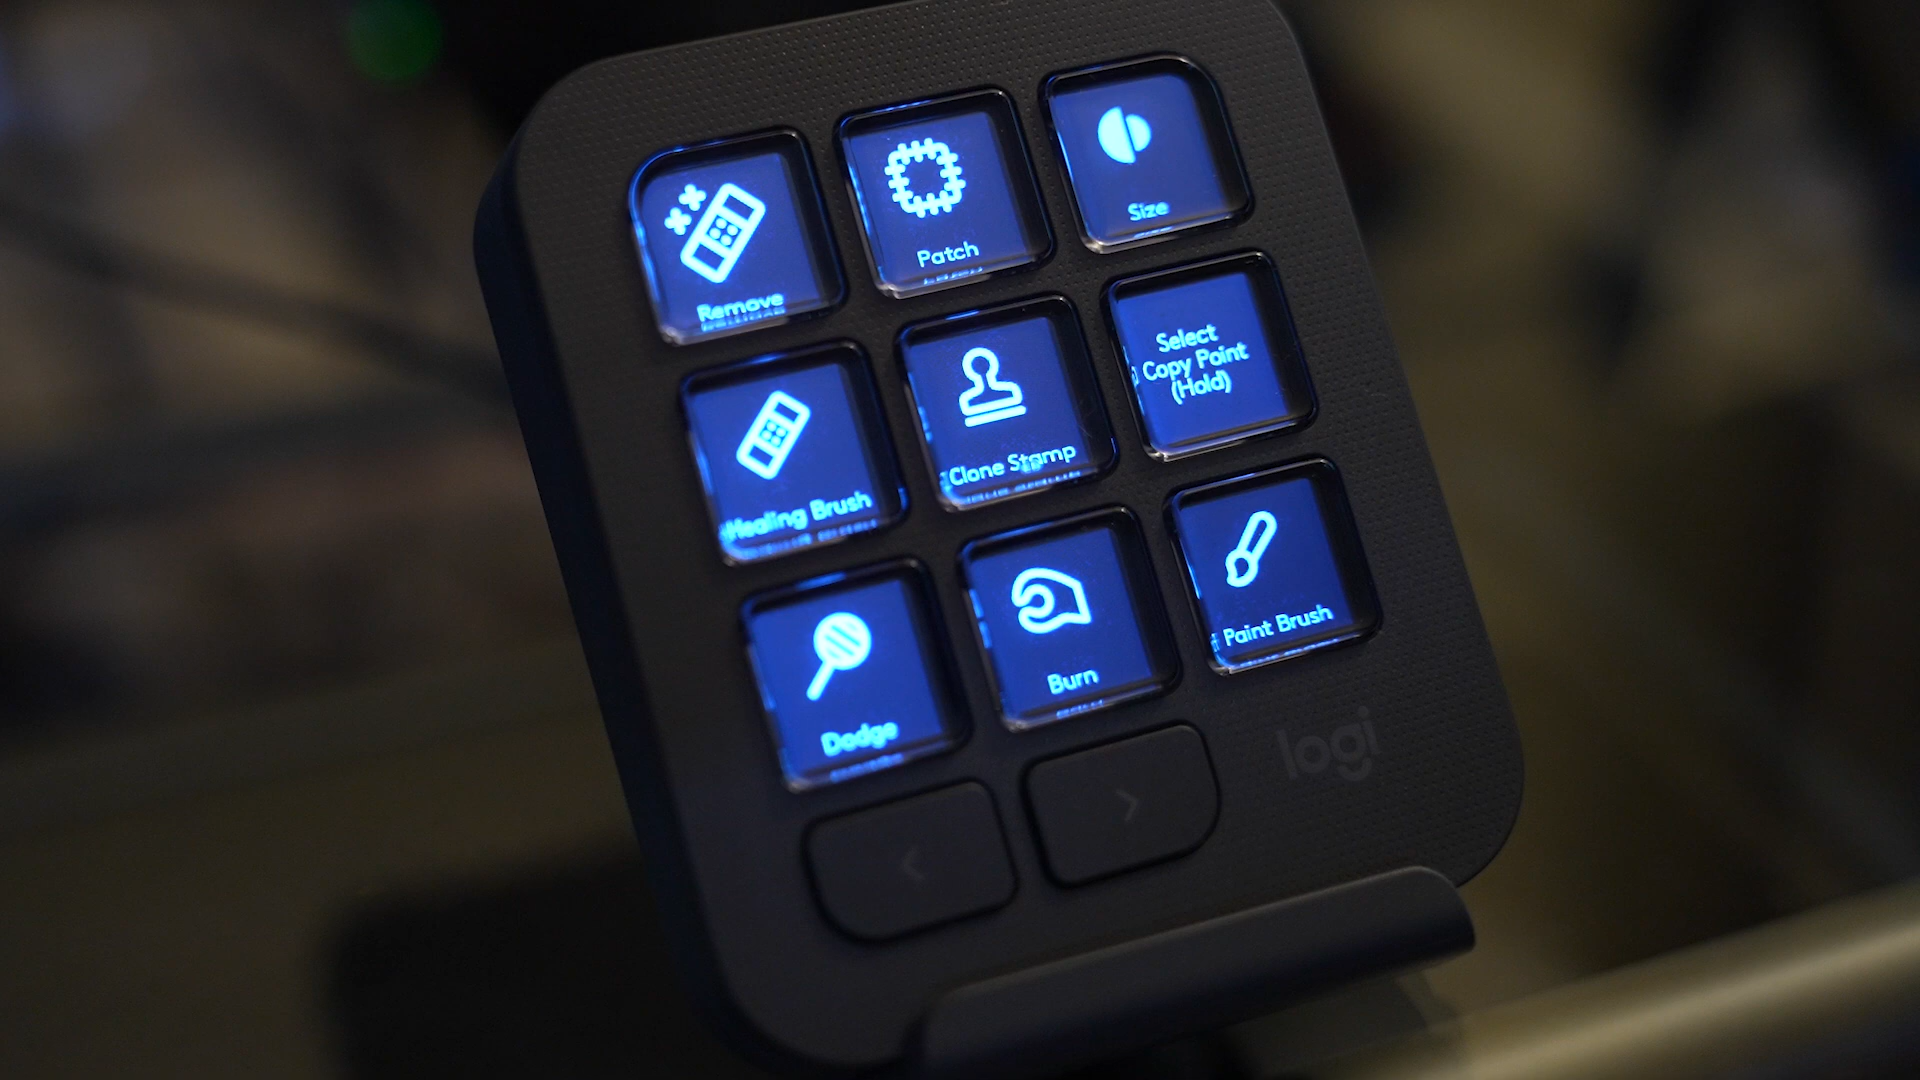 Remove
Patch
Size
Healing Brush
Clone Stamp
Select
Copy Point
(Hold)
Dodge
Burn
Paint Brush
logi